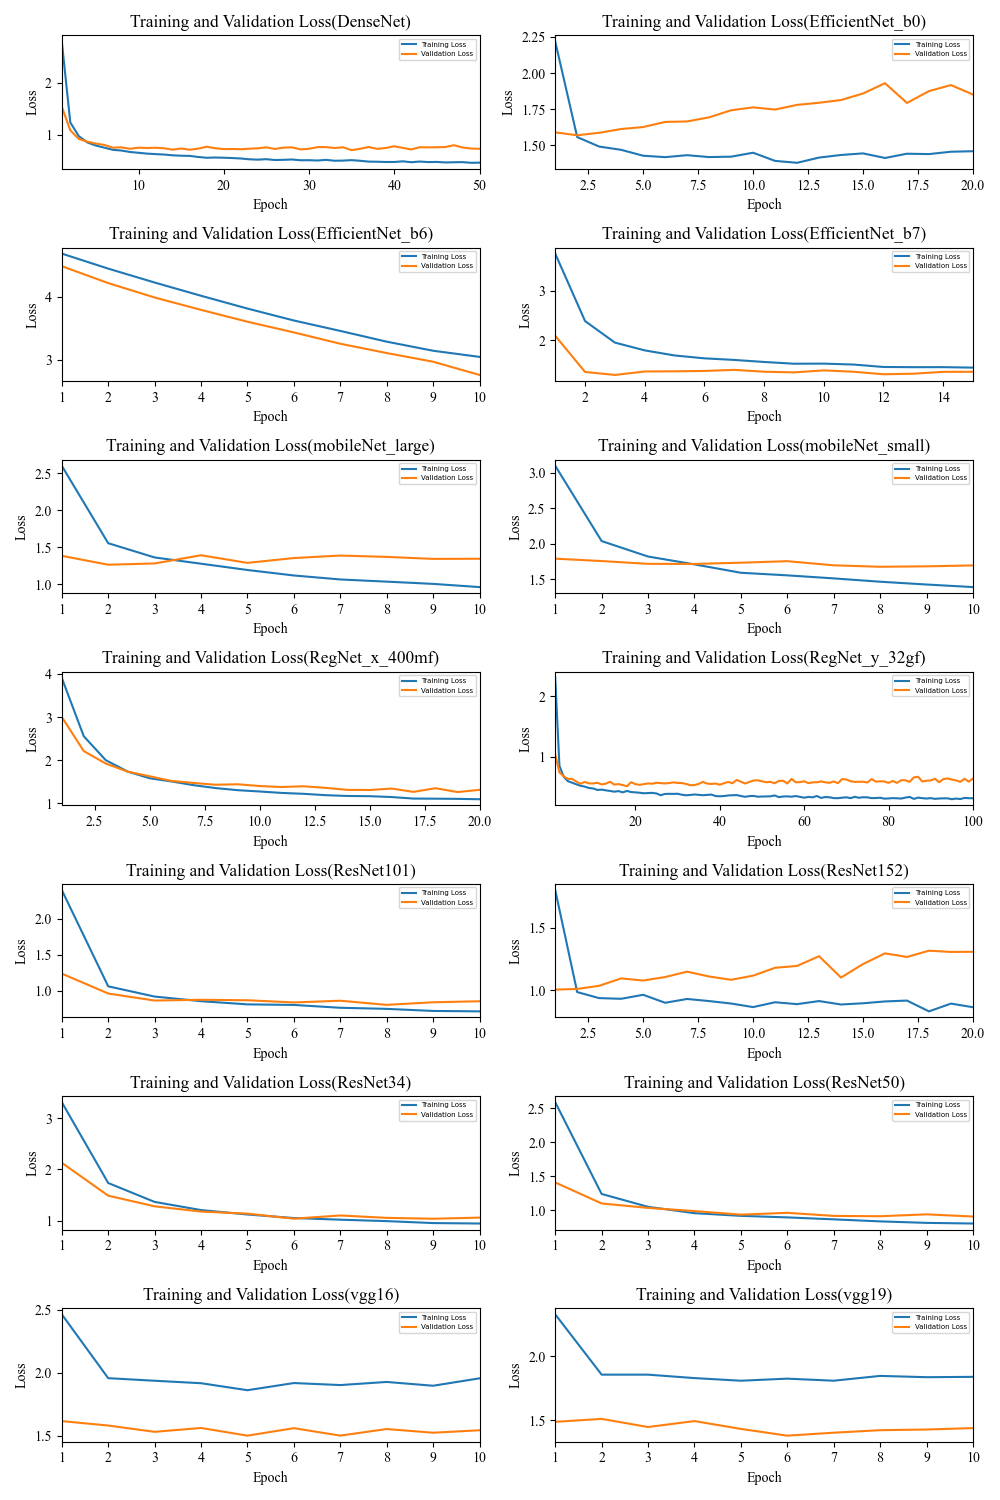 Training and Validation Loss(DenseNet)
Loss
2
1
Training Loss
Validation Loss
10 20 30 40 50
Epoch
Training and Validation Loss(EfficientNet_b0)
Loss
2.25
2.00
1.75
1.50
Training Loss
Validation Loss
2.5 5.0 7.5 10.0 12.5 15.0 17.5 20.0
Epoch
Training and Validation Loss(EfficientNet_b6)
Loss
4
3
Training Loss
Validation Loss
1 2 3 4 5 6 7 8 9 10
Epoch
Training and Validation Loss(EfficientNet_b7)
Loss
3
2
Training Loss
Validation Loss
2 4 6 8 10 12 14
Epoch
Training and Validation Loss(mobileNet_large)
Loss
2.5
2.0
1.5
1.0
Training Loss
Validation Loss
1 2 3 4 5 6 7 8 9 10
Epoch
Training and Validation Loss(mobileNet_small)
Loss
3.0
2.5
2.0
1.5
Training Loss
Validation Loss
1 2 3 4 5 6 7 8 9 10
Epoch
Training and Validation Loss(RegNet_x_400mf)
Loss
4
3
2
1
Training Loss
Validation Loss
2.5 5.0 7.5 10.0 12.5 15.0 17.5 20.0
Epoch
Training and Validation Loss(RegNet_y_32gf)
Loss
2
1
Training Loss
Validation Loss
20 40 60 80 100
Epoch
Training and Validation Loss(ResNet101)
Loss
2.0
1.5
1.0
Training Loss
Validation Loss
1 2 3 4 5 6 7 8 9 10
Epoch
Training and Validation Loss(ResNet152)
Loss
1.5
1.0
Training Loss
Validation Loss
2.5 5.0 7.5 10.0 12.5 15.0 17.5 20.0
Epoch
Training and Validation Loss(ResNet34)
Loss
3
2
1
Training Loss
Validation Loss
1 2 3 4 5 6 7 8 9 10
Epoch
Training and Validation Loss(ResNet50)
Loss
2.5
2.0
1.5
1.0
Training Loss
Validation Loss
1 2 3 4 5 6 7 8 9 10
Epoch
Training and Validation Loss(vgg16)
Loss
2.5
2.0
1.5
Training Loss
Validation Loss
1 2 3 4 5 6 7 8 9 10
Epoch
Training and Validation Loss(vgg19)
Loss
2.0
1.5
Training Loss
Validation Loss
1 2 3 4 5 6 7 8 9 10
Epoch